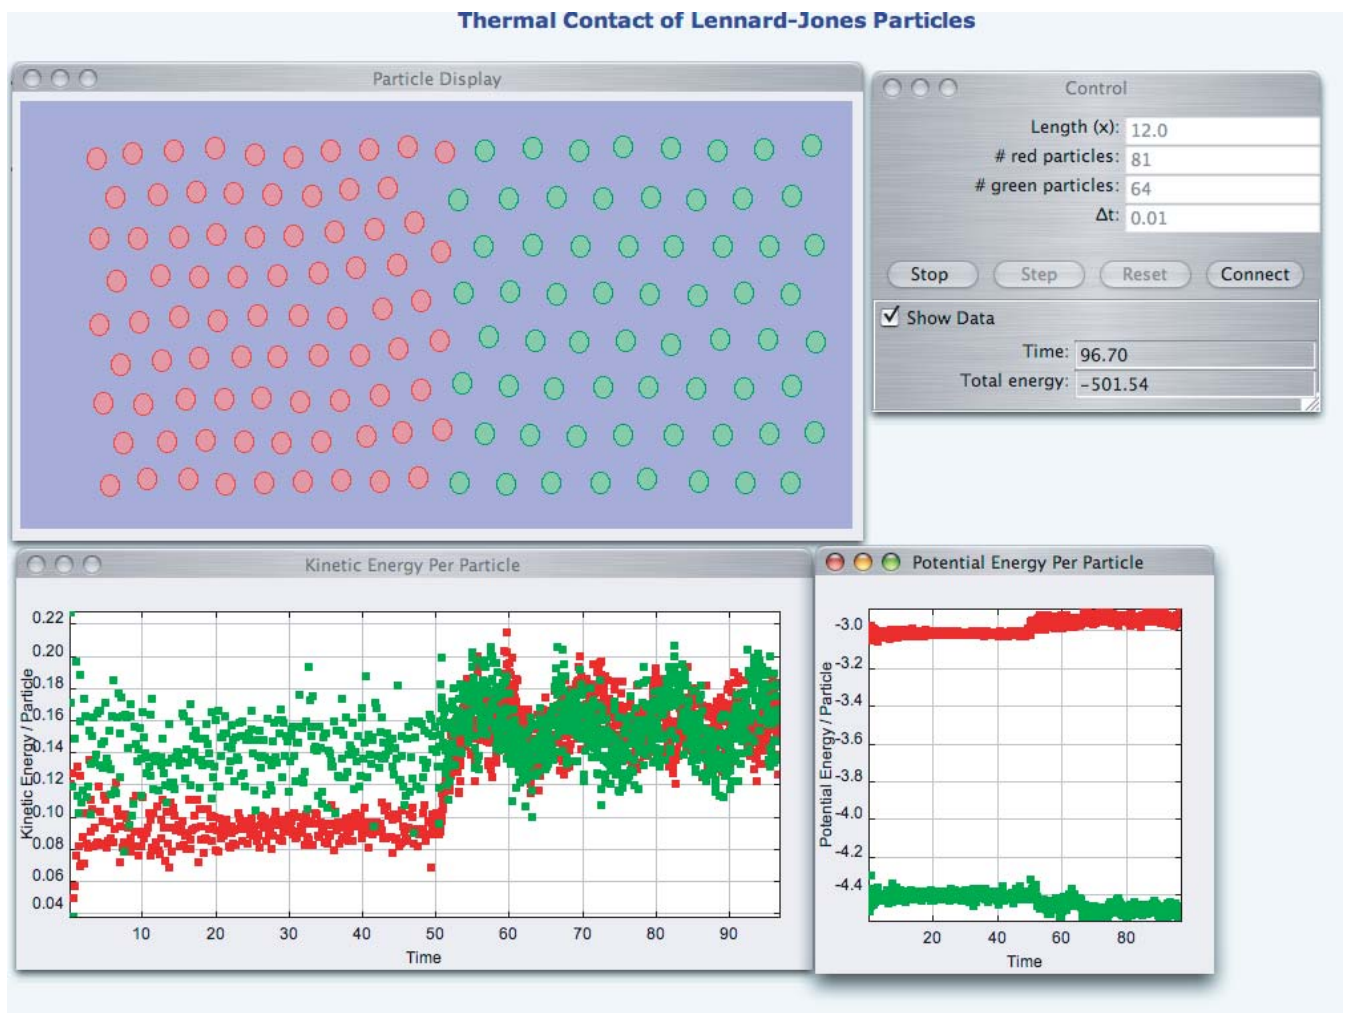 Thermal Contact of Lennard-Jones Particles
Particle Display
Control
Length (x): 12.0
# red particles: 81
# green particles: 64
Δt: 0.01
Stop Step Reset Connect
Show Data
Time: 96.70
Total energy: -501.54
Kinetic Energy Per Particle
0.22
0.20
0.18
0.16
0.14
0.12
0.10
0.08
0.06
0.04
Kinetic Energy / Particle
10 20 30 40 50 60 70 80 90
Time
Potential Energy Per Particle
-3.0
-3.2
-3.4
-3.6
-3.8
-4.0
-4.2
-4.4
Potential Energy / Particle
20 40 60 80
Time